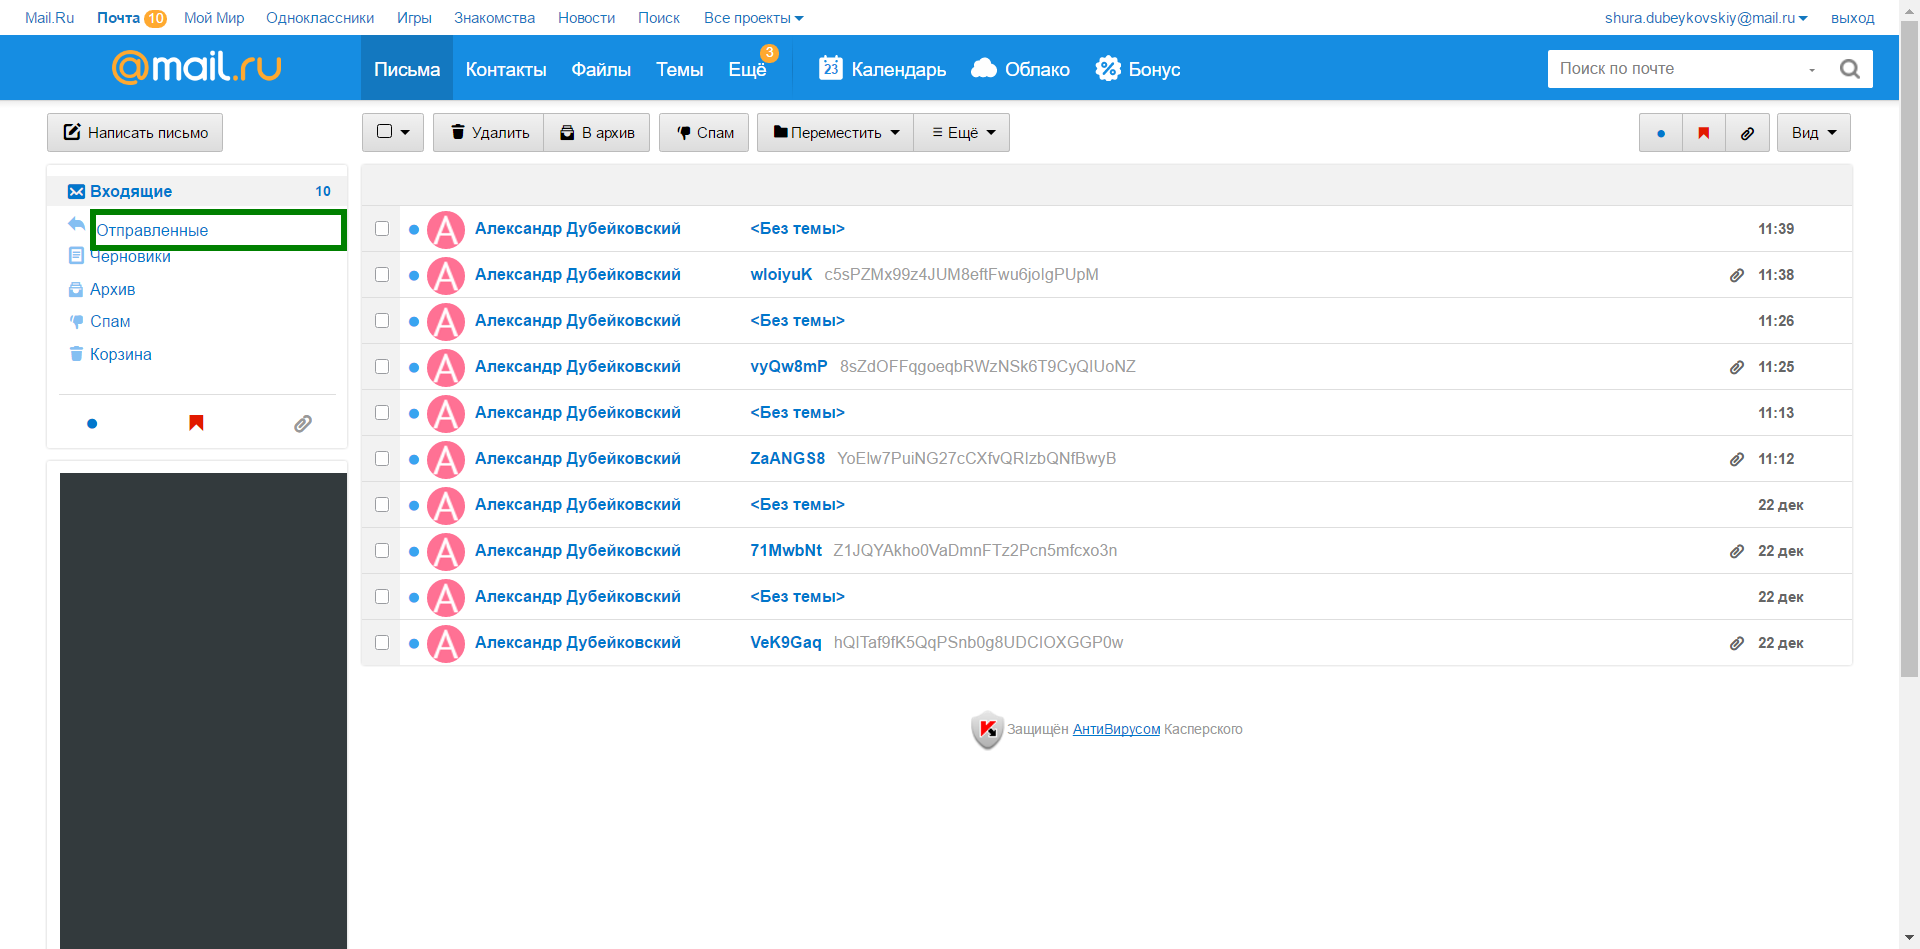 Mail.Ru Почта 10 Мой Мир Одноклассники Игры Знакомства Новости Поиск Все проекты shura.dubeykovskiy@mail.ru выход
@mail.ru Письма Контакты Файлы Темы Ещё 3 23 Календарь Облако Бонус Поиск по почте
Написать письмо Удалить В архив Спам Переместить Ещё Вид
Входящие 10
Отправленные
Черновики
Архив
Спам
Корзина
Александр Дубейковский <Без темы> 11:39
Александр Дубейковский wloiyuK c5sPZMx99z4JUM8eftFwu6jolgPUpM 11:38
Александр Дубейковский <Без темы> 11:26
Александр Дубейковский vyQw8mP 8sZdOFFqgoeqbRWzNSk6T9CyQIUoNZ 11:25
Александр Дубейковский <Без темы> 11:13
Александр Дубейковский ZaANGS8 YoElw7PuiNG27cCXfvQRIzbQNfBwyB 11:12
Александр Дубейковский <Без темы> 22 дек
Александр Дубейковский 71MwbNt Z1JQYAkho0VaDmnFTz2Pcn5mfcxo3n 22 дек
Александр Дубейковский <Без темы> 22 дек
Александр Дубейковский VeK9Gaq hQITaf9fK5QqPSnb0g8UDCIOXGGP0w 22 дек
Защищён АнтиВирусом Касперского